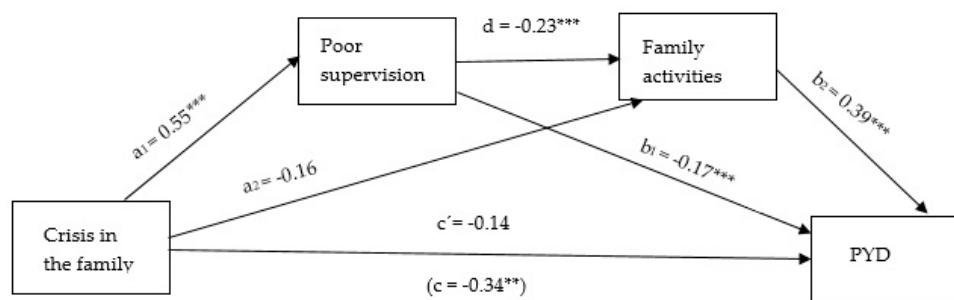 d = -0.23***
Poor
supervision
Family
activities
a₁ = 0.55***
b₂ = 0.39***
a₂ = -0.16
b₁ = -0.17***
Crisis in
the family
c´= -0.14
PYD
(c = -0.34**)